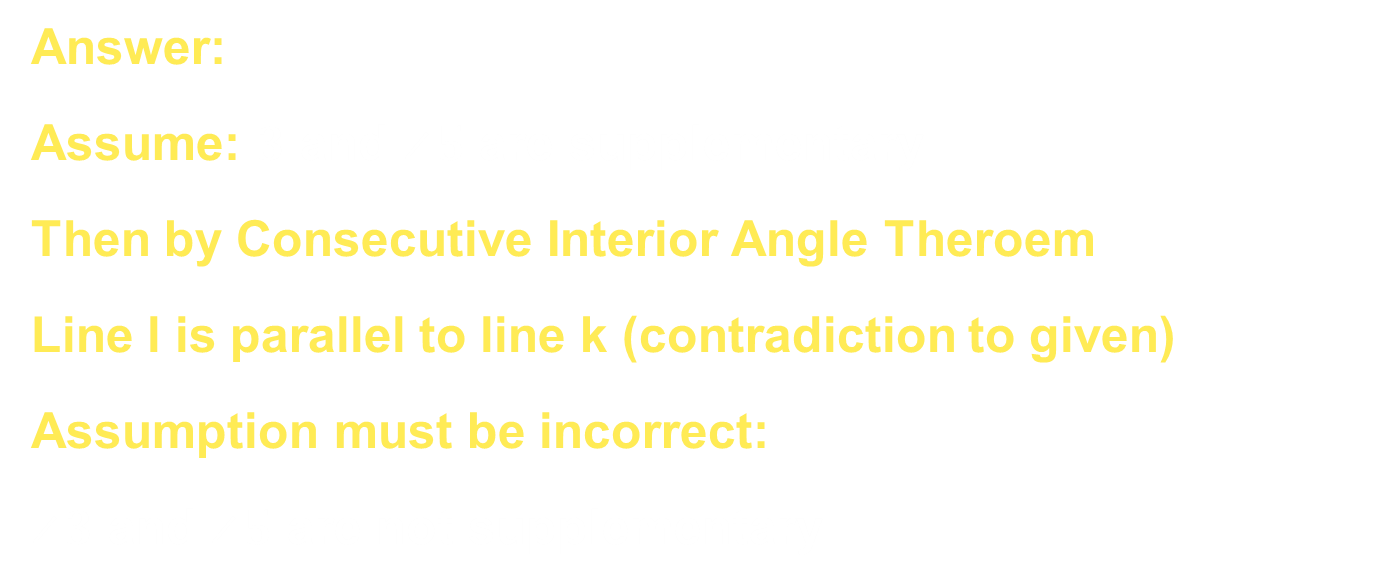 Answer:
Assume:
Then by Consecutive Interior Angle Theroem
Line l is parallel to line k (contradiction to given)
Assumption must be incorrect: